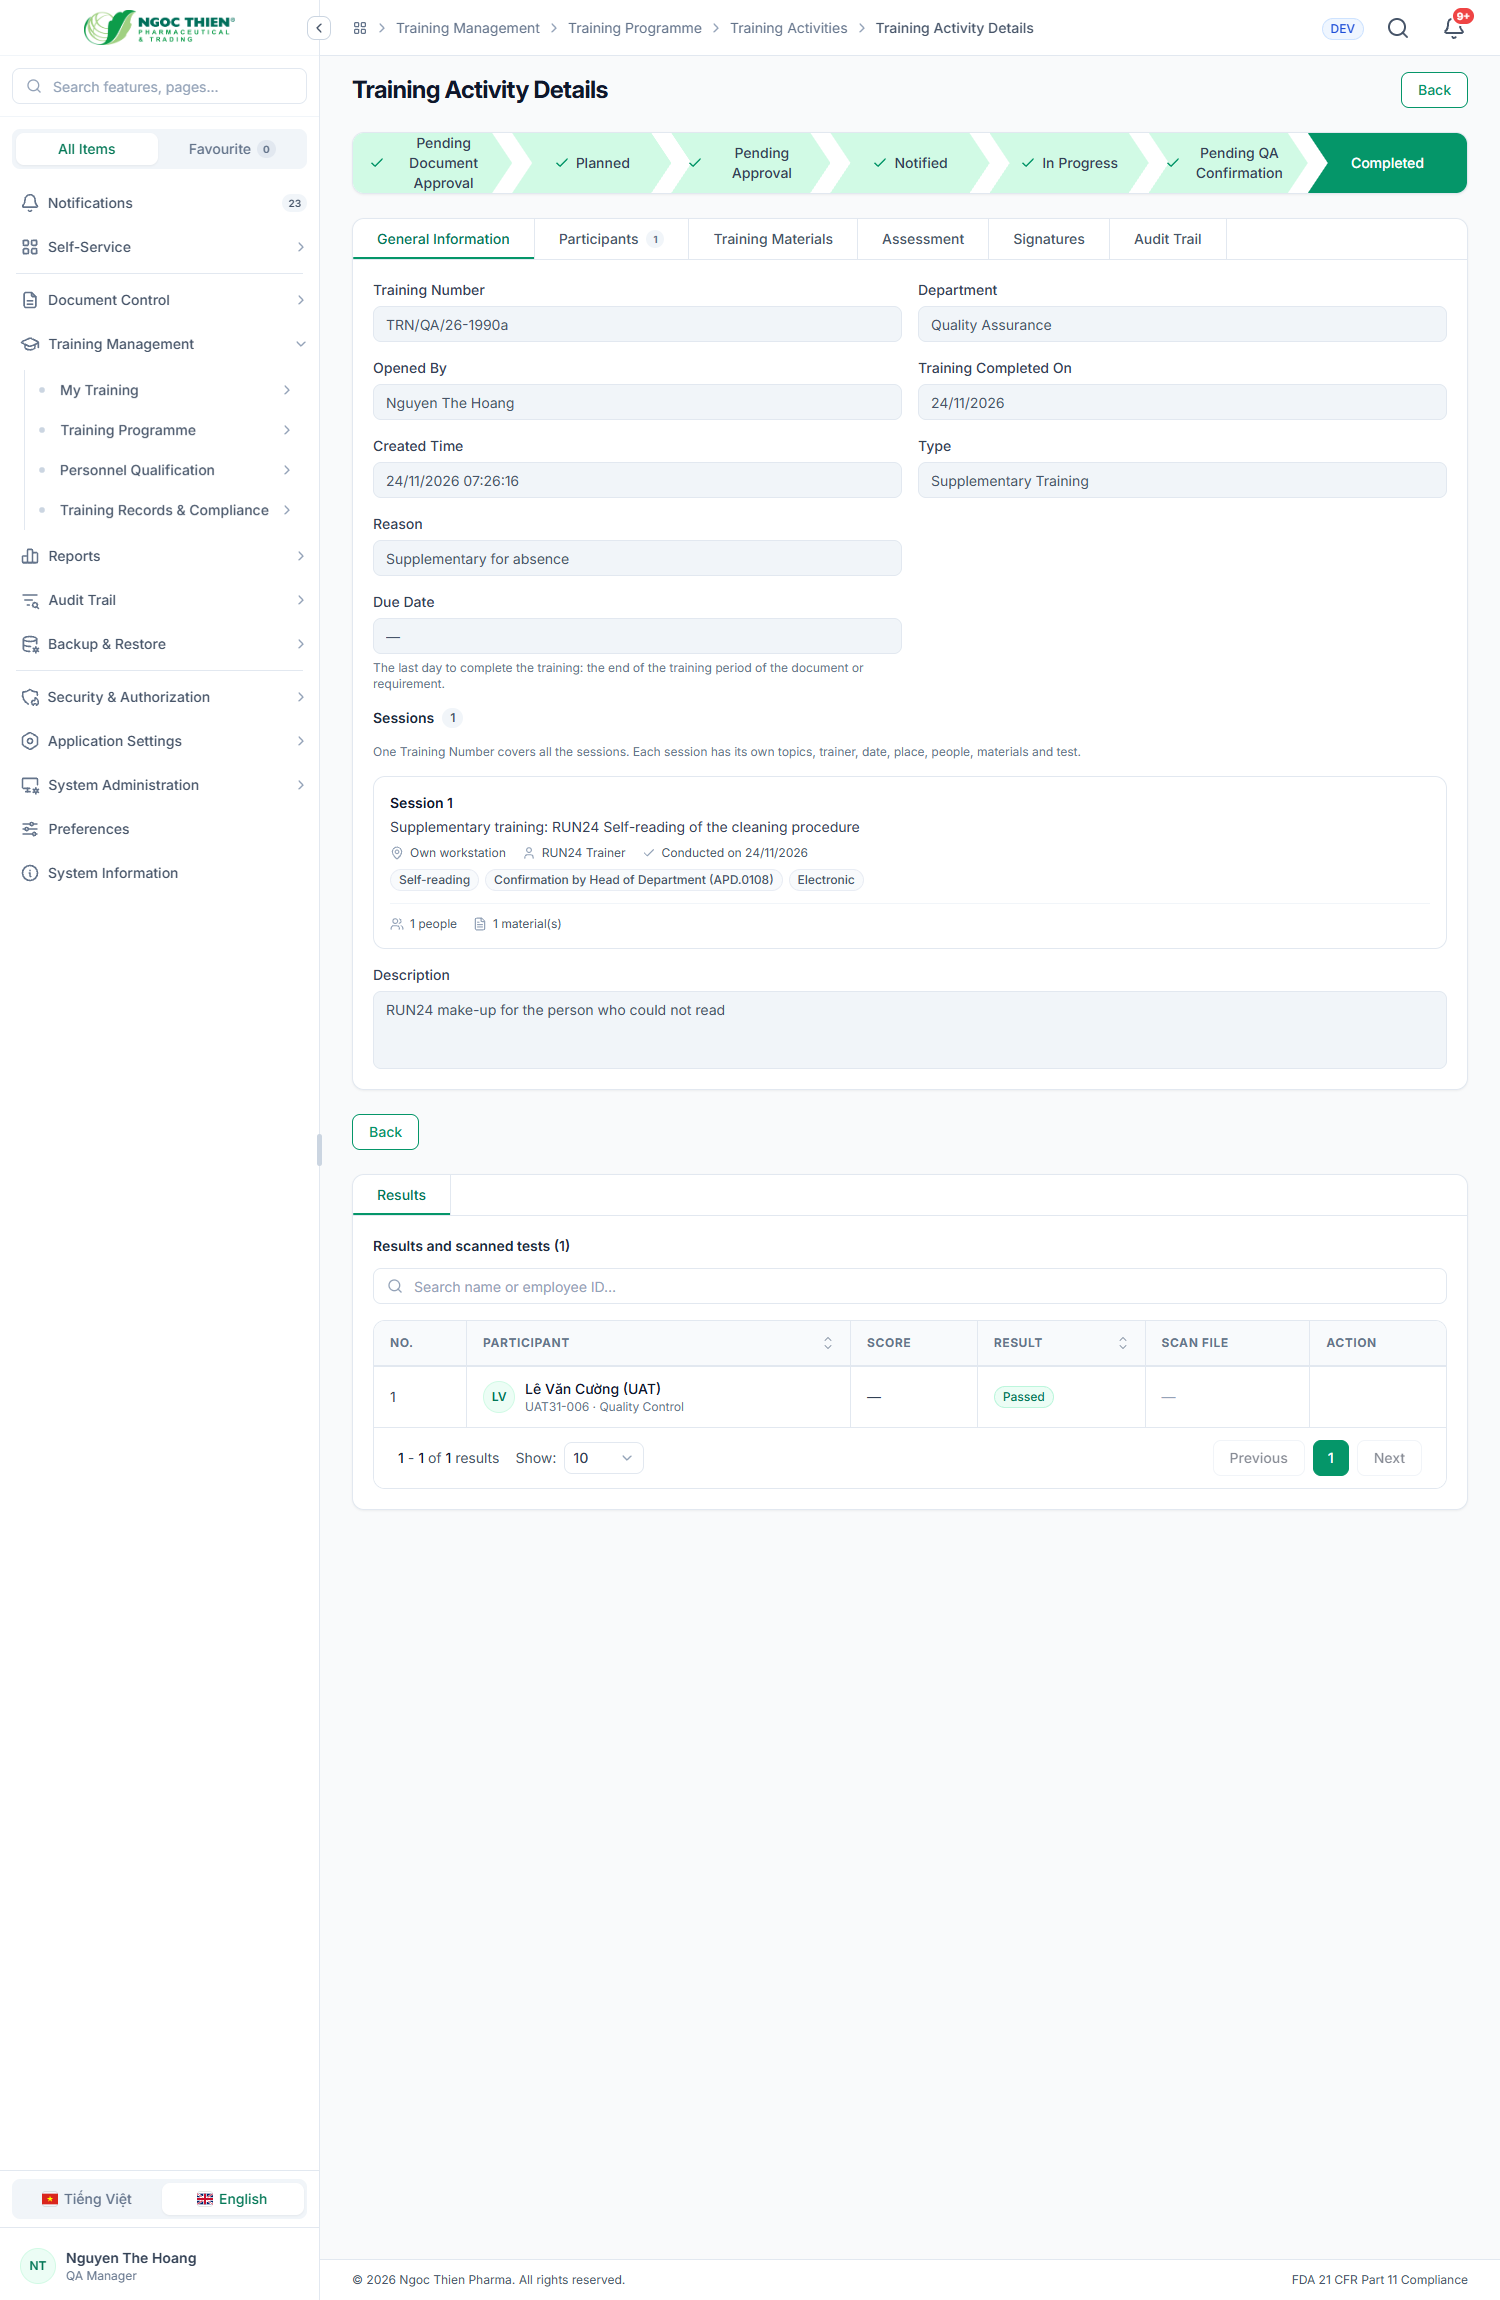 NGOC THIEN®
PHARMACEUTICAL
& TRADING
Search features, pages...
All Items
Favourite 0
Notifications 23
Self-Service
Document Control
Training Management
My Training
Training Programme
Personnel Qualification
Training Records & Compliance
Reports
Audit Trail
Backup & Restore
Security & Authorization
Application Settings
System Administration
Preferences
System Information
Tiếng Việt
English
NT
Nguyen The Hoang
QA Manager
Training Management > Training Programme > Training Activities > Training Activity Details
DEV
9+
Training Activity Details
Back
Pending
Document
Approval
Planned
Pending
Approval
Notified
In Progress
Pending QA
Confirmation
Completed
General Information
Participants 1
Training Materials
Assessment
Signatures
Audit Trail
Training Number
TRN/QA/26-1990a
Department
Quality Assurance
Opened By
Nguyen The Hoang
Training Completed On
24/11/2026
Created Time
24/11/2026 07:26:16
Type
Supplementary Training
Reason
Supplementary for absence
Due Date
—
The last day to complete the training: the end of the training period of the document or
requirement.
Sessions 1
One Training Number covers all the sessions. Each session has its own topics, trainer, date, place, people, materials and test.
Session 1
Supplementary training: RUN24 Self-reading of the cleaning procedure
Own workstation RUN24 Trainer Conducted on 24/11/2026
Self-reading Confirmation by Head of Department (APD.0108) Electronic
1 people 1 material(s)
Description
RUN24 make-up for the person who could not read
Back
Results
Results and scanned tests (1)
Search name or employee ID...
NO. PARTICIPANT SCORE RESULT SCAN FILE ACTION
1 LV Lê Văn Cường (UAT) — Passed —
UAT31-006 · Quality Control
1 - 1 of 1 results Show: 10 Previous 1 Next
© 2026 Ngoc Thien Pharma. All rights reserved.
FDA 21 CFR Part 11 Compliance